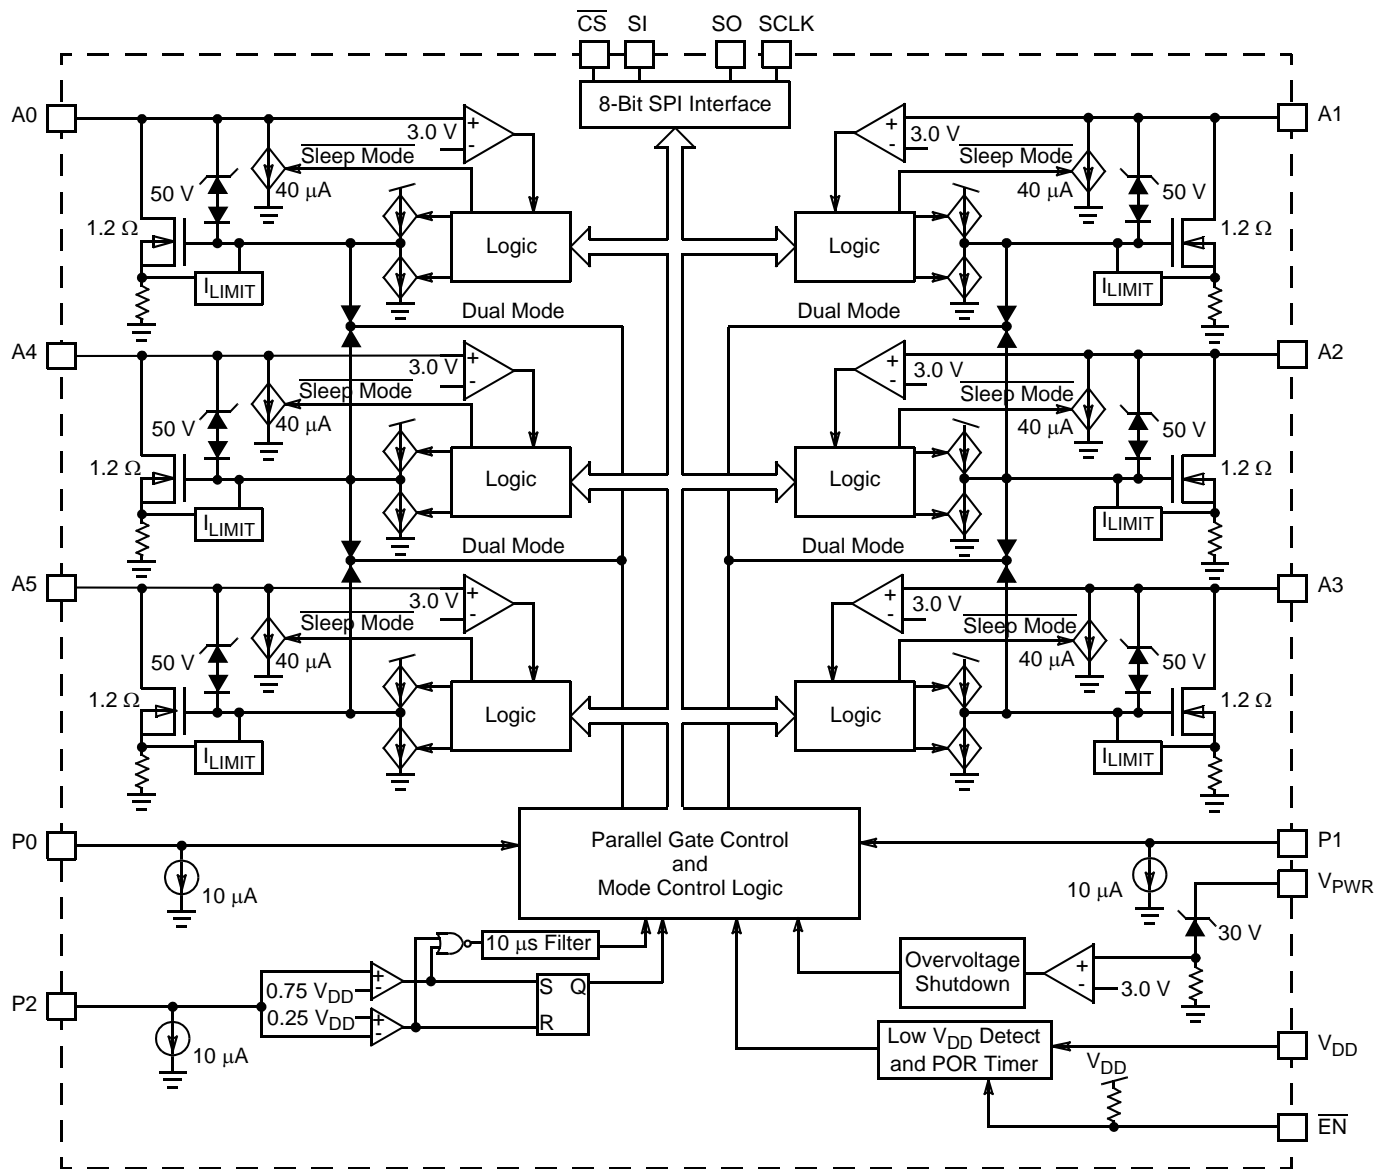 CS SI SO SCLK
8-Bit SPI Interface
A0
3.0 V
+
-
Sleep Mode
40 μA
50 V
1.2 Ω
ILIMIT
Logic
Dual Mode
A1
+
-
3.0 V
Sleep Mode
40 μA
50 V
1.2 Ω
ILIMIT
Logic
Dual Mode
A4
3.0 V
+
-
Sleep Mode
40 μA
50 V
1.2 Ω
ILIMIT
Logic
Dual Mode
A2
+
-
3.0 V
Sleep Mode
40 μA
50 V
1.2 Ω
ILIMIT
Logic
Dual Mode
A5
3.0 V
+
-
Sleep Mode
40 μA
50 V
1.2 Ω
ILIMIT
Logic
A3
+
-
3.0 V
Sleep Mode
40 μA
50 V
1.2 Ω
ILIMIT
Logic
P0
10 μA
Parallel Gate Control
and
Mode Control Logic
P1
10 μA
VPWR
30 V
10 μs Filter
Overvoltage
Shutdown
+
-
3.0 V
P2
10 μA
0.75 VDD
+
-
0.25 VDD
+
-
S Q
R
Low VDD Detect
and POR Timer
VDD
VDD
EN